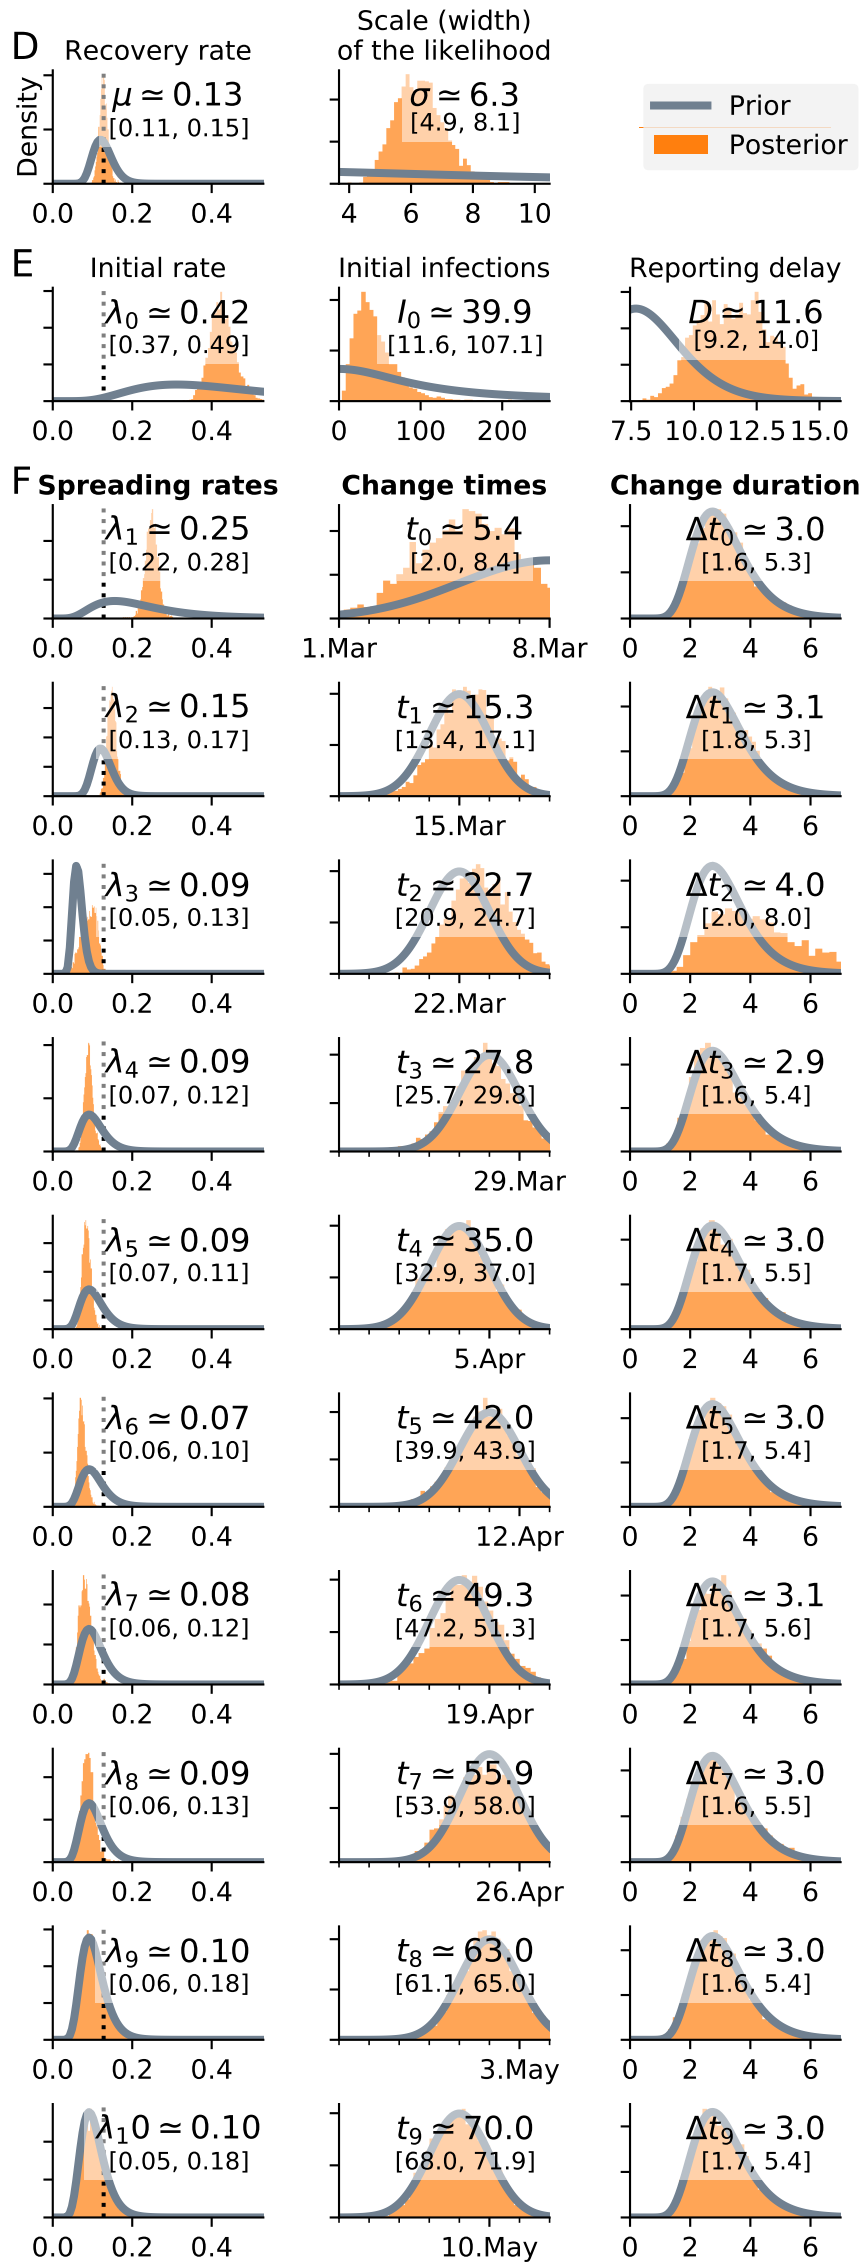 D
Recovery rate
Scale (width)
of the likelihood
Density
μ ≃ 0.13
[0.11, 0.15]
σ ≃ 6.3
[4.9, 8.1]
Prior
Posterior
0.0 0.2 0.4
4 6 8 10
E
Initial rate
Initial infections
Reporting delay
λ₀ ≃ 0.42
[0.37, 0.49]
I₀ ≃ 39.9
[11.6, 107.1]
D ≃ 11.6
[9.2, 14.0]
0.0 0.2 0.4
0 100 200
7.5 10.0 12.5 15.0
F
Spreading rates
Change times
Change duration
λ₁ ≃ 0.25
[0.22, 0.28]
t₀ ≃ 5.4
[2.0, 8.4]
Δt₀ ≃ 3.0
[1.6, 5.3]
0.0 0.2 0.4
1.Mar 8.Mar
0 2 4 6
λ₂ ≃ 0.15
[0.13, 0.17]
t₁ ≃ 15.3
[13.4, 17.1]
Δt₁ ≃ 3.1
[1.8, 5.3]
0.0 0.2 0.4
15.Mar
0 2 4 6
λ₃ ≃ 0.09
[0.05, 0.13]
t₂ ≃ 22.7
[20.9, 24.7]
Δt₂ ≃ 4.0
[2.0, 8.0]
0.0 0.2 0.4
22.Mar
0 2 4 6
λ₄ ≃ 0.09
[0.07, 0.12]
t₃ ≃ 27.8
[25.7, 29.8]
Δt₃ ≃ 2.9
[1.6, 5.4]
0.0 0.2 0.4
29.Mar
0 2 4 6
λ₅ ≃ 0.09
[0.07, 0.11]
t₄ ≃ 35.0
[32.9, 37.0]
Δt₄ ≃ 3.0
[1.7, 5.5]
0.0 0.2 0.4
5.Apr
0 2 4 6
λ₆ ≃ 0.07
[0.06, 0.10]
t₅ ≃ 42.0
[39.9, 43.9]
Δt₅ ≃ 3.0
[1.7, 5.4]
0.0 0.2 0.4
12.Apr
0 2 4 6
λ₇ ≃ 0.08
[0.06, 0.12]
t₆ ≃ 49.3
[47.2, 51.3]
Δt₆ ≃ 3.1
[1.7, 5.6]
0.0 0.2 0.4
19.Apr
0 2 4 6
λ₈ ≃ 0.09
[0.06, 0.13]
t₇ ≃ 55.9
[53.9, 58.0]
Δt₇ ≃ 3.0
[1.6, 5.5]
0.0 0.2 0.4
26.Apr
0 2 4 6
λ₉ ≃ 0.10
[0.06, 0.18]
t₈ ≃ 63.0
[61.1, 65.0]
Δt₈ ≃ 3.0
[1.6, 5.4]
0.0 0.2 0.4
3.May
0 2 4 6
λ₁0 ≃ 0.10
[0.05, 0.18]
t₉ ≃ 70.0
[68.0, 71.9]
Δt₉ ≃ 3.0
[1.7, 5.4]
0.0 0.2 0.4
10.May
0 2 4 6